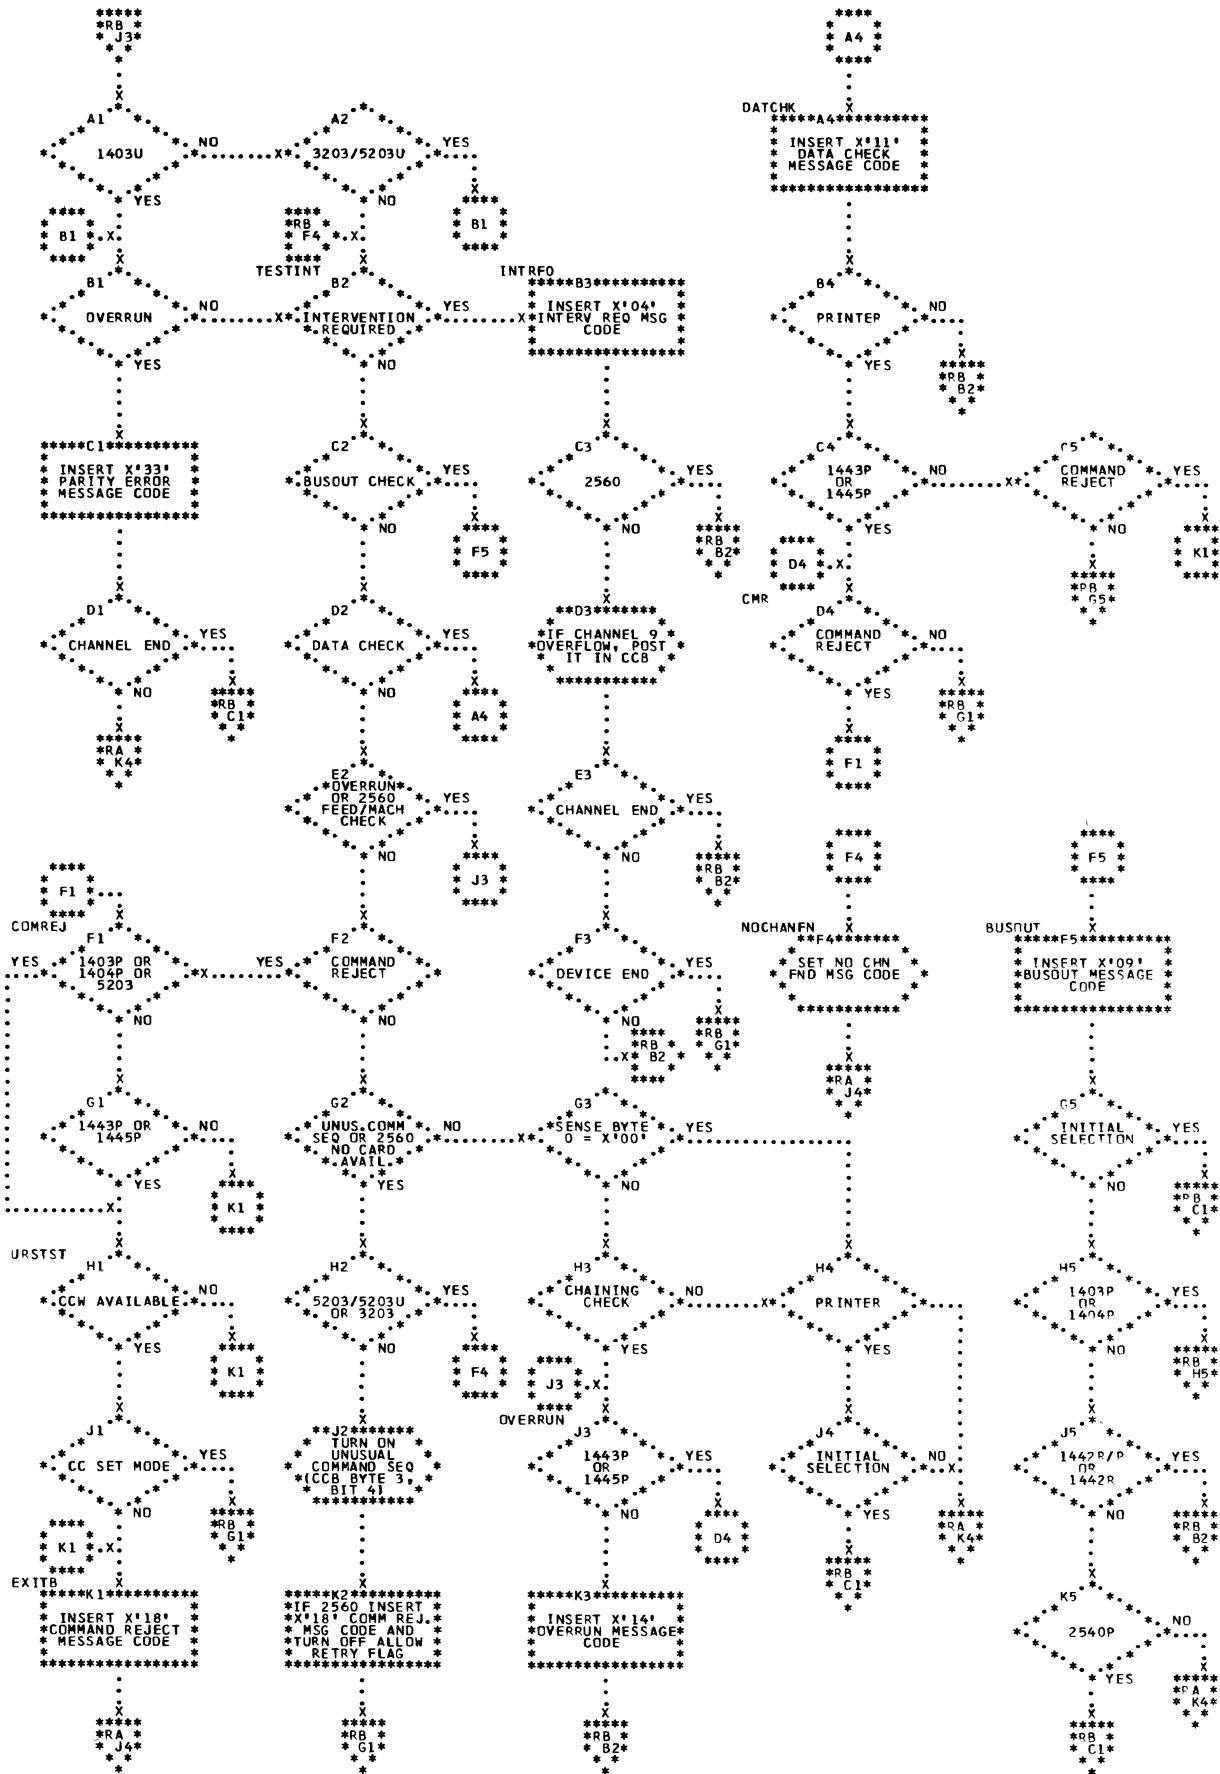 RB
J3
A4
A1
1403U
NO
YES
A2
3203/5203U
YES
NO
B1
DATCHK
A4
INSERT X'11'
DATA CHECK
MESSAGE CODE
B1
RB
F4
TESTINT
INTRFO
B1
OVERRUN
NO
YES
B2
INTERVENTION
REQUIRED
YES
NO
B3
INSERT X'04'
INTERV REQ MSG
CODE
B4
PRINTEP
NO
YES
RB
B2
C1
INSERT X'33'
PARITY ERROR
MESSAGE CODE
C2
BUSOUT CHECK
YES
NO
F5
C3
2560
YES
NO
RB
B2
C4
1443P
OR
1445P
NO
YES
C5
COMMAND
REJECT
YES
NO
K1
PB
G5
D4
CMR
D1
CHANNEL END
YES
NO
RB
C1
RA
K4
D2
DATA CHECK
YES
NO
A4
D3
IF CHANNEL 9
OVERFLOW, POST
IT IN CCB
D4
COMMAND
REJECT
NO
YES
RB
G1
F1
E2
OVERRUN
OR 2560
FEED/MACH
CHECK
YES
NO
J3
E3
CHANNEL END
YES
NO
RB
B2
F4
F5
F1
COMREJ
F1
1403P OR
1404P OR
5203
YES
NO
F2
COMMAND
REJECT
YES
NO
F3
DEVICE END
YES
NO
RB
G1
RB
B2
NOCHANFN
F4
SET NO CHN
FND MSG CODE
RA
J4
BUSOUT
F5
INSERT X'09'
BUSOUT MESSAGE
CODE
G1
1443P OR
1445P
NO
YES
K1
G2
UNUS.COMM
SEQ OR 2560
NO CARD
AVAIL.
NO
YES
G3
SENSE BYTE
0 = X'00'
YES
NO
G5
INITIAL
SELECTION
YES
NO
PB
C1
URSTST
H1
CCW AVAILABLE
NO
YES
K1
H2
5203/5203U
OR 3203
YES
NO
F4
H3
CHAINING
CHECK
NO
YES
H4
PRINTER
YES
H5
1403P
OR
1404P
YES
NO
RB
H5
J3
OVERRUN
J1
CC SET MODE
YES
NO
RB
G1
J2
TURN ON
UNUSUAL
COMMAND SEQ
(CCB BYTE 3,
BIT 4)
J3
1443P
OR
1445P
YES
NO
D4
J4
INITIAL
SELECTION
NO
YES
RA
K4
RB
C1
J5
1442R/P
OR
1442R
YES
NO
RB
B2
K1
EXITB
K1
INSERT X'18'
COMMAND REJECT
MESSAGE CODE
RA
J4
K2
IF 2560 INSERT
X'18' COMM REJ.
MSG CODE AND
TURN OFF ALLOW
RETRY FLAG
RB
G1
K3
INSERT X'14'
OVERRUN MESSAGE
CODE
RB
B2
K5
2540P
NO
YES
RA
K4
RB
C1